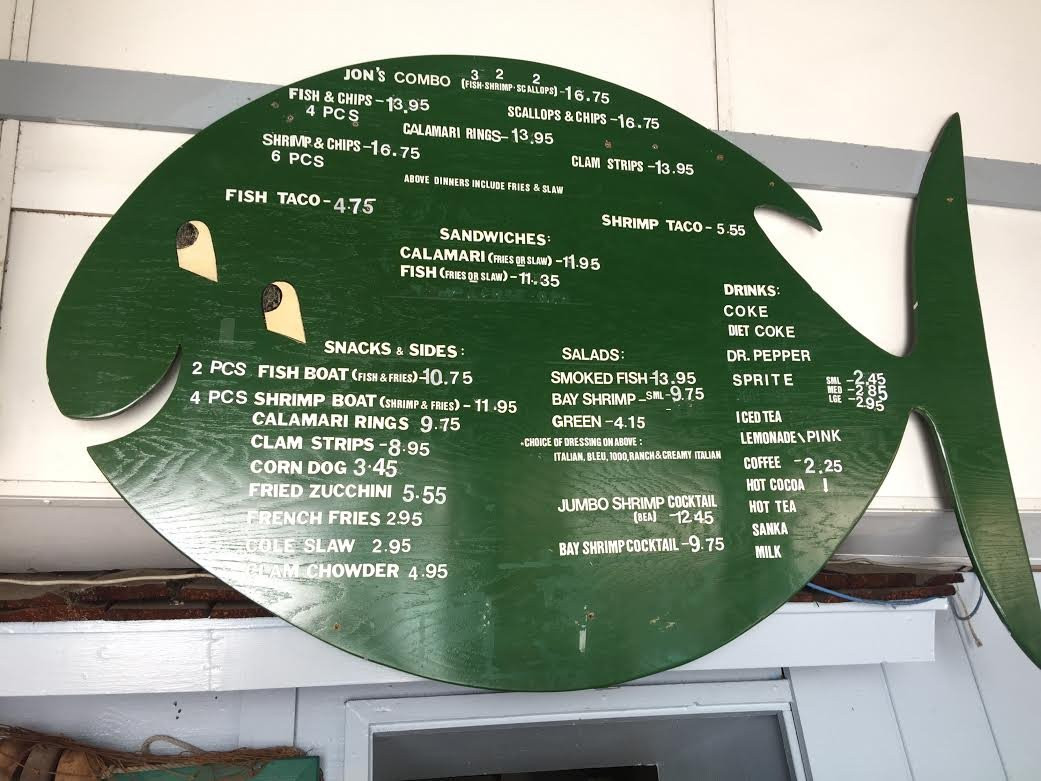 JON'S COMBO 3 2 2 (FISH-SHRIMP-SCALLOPS) -16.75
FISH & CHIPS -13.95
4 PCS
SCALLOPS & CHIPS -16.75
CALAMARI RINGS- 13.95
SHRIMP & CHIPS -16.75
6 PCS
CLAM STRIPS -13.95
ABOVE DINNERS INCLUDE FRIES & SLAW
FISH TACO - 4.75
SHRIMP TACO - 5.55
SANDWICHES:
CALAMARI (FRIES OR SLAW) -11.95
FISH (FRIES OR SLAW) -11.35
SNACKS & SIDES:
2 PCS FISH BOAT (FISH & FRIES) -10.75
4 PCS SHRIMP BOAT (SHRIMP & FRIES) - 11.95
CALAMARI RINGS 9.75
CLAM STRIPS -8.95
CORN DOG 3.45
FRIED ZUCCHINI 5.55
FRENCH FRIES 2.95
COLE SLAW 2.95
CLAM CHOWDER 4.95
SALADS:
SMOKED FISH -13.95
BAY SHRIMP - SML -9.75
GREEN -4.15
•CHOICE OF DRESSING ON ABOVE:
ITALIAN, BLEU, 1000, RANCH & CREAMY ITALIAN
JUMBO SHRIMP COCKTAIL
(8EA) -12.45
BAY SHRIMP COCKTAIL -9.75
DRINKS:
COKE
DIET COKE
DR. PEPPER
SPRITE
SML -2.45
MED -2.85
LGE -2.95
ICED TEA
LEMONADE\PINK
COFFEE -2.25
HOT COCOA |
HOT TEA
SANKA
MILK